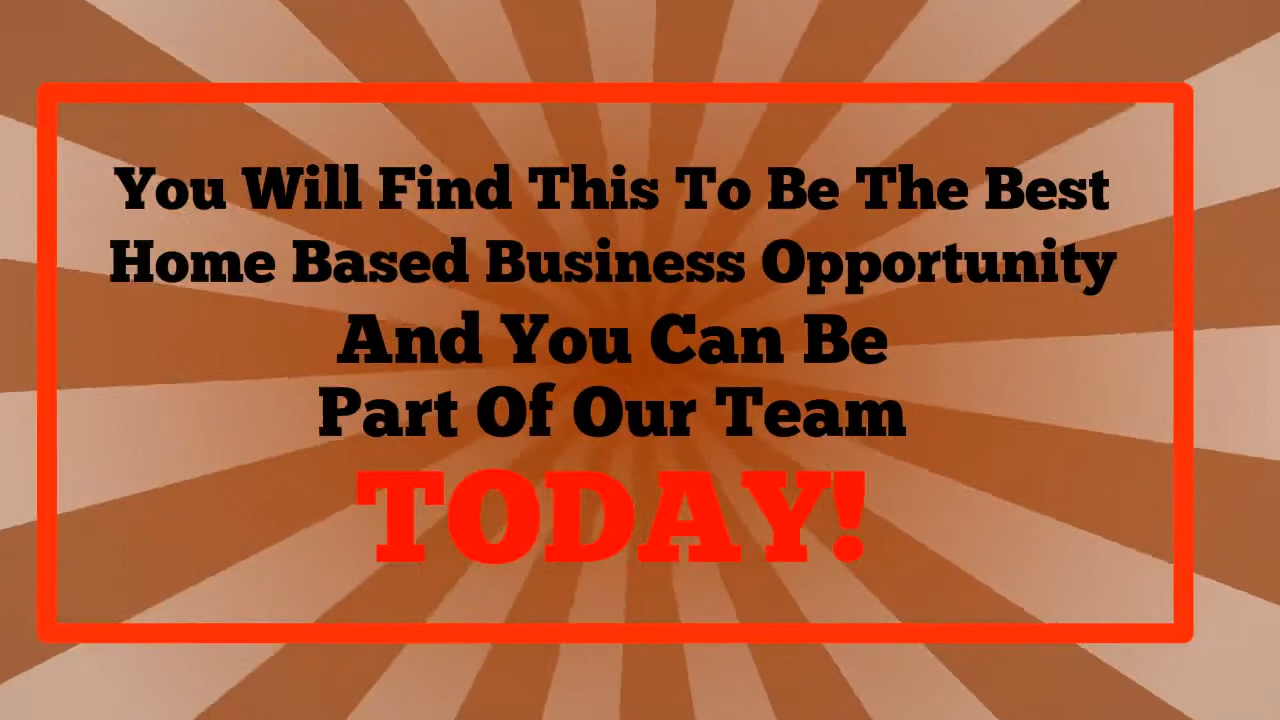 You Will Find This To Be The Best
Home Based Business Opportunity
And You Can Be
Part Of Our Team
TODAY!